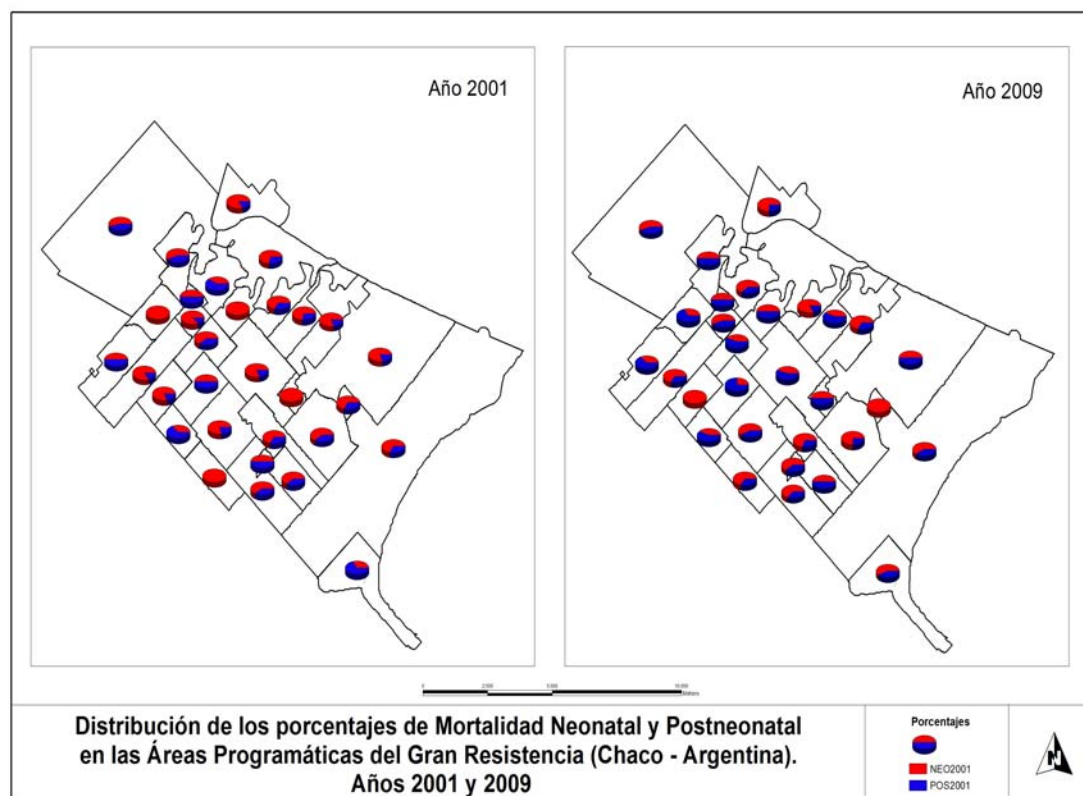 Año 2001
Año 2009
Distribución de los porcentajes de Mortalidad Neonatal y Postneonatal
en las Áreas Programáticas del Gran Resistencia (Chaco - Argentina).
Años 2001 y 2009
Porcentajes
NEO2001
POS2001
N